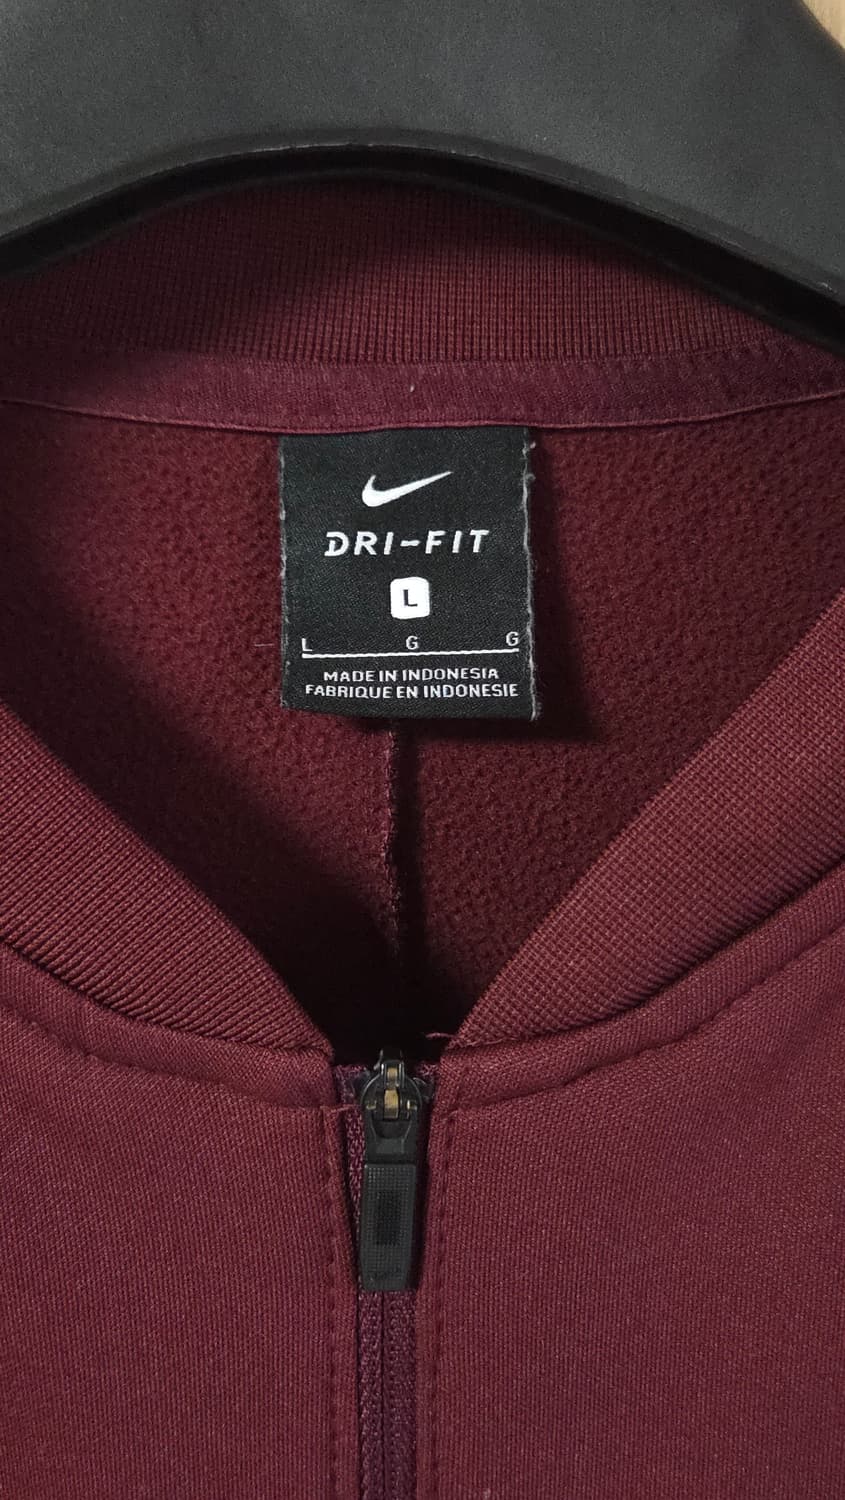 DRI-FIT
L
L G G
MADE IN INDONESIA
FABRIQUE EN INDONESIE